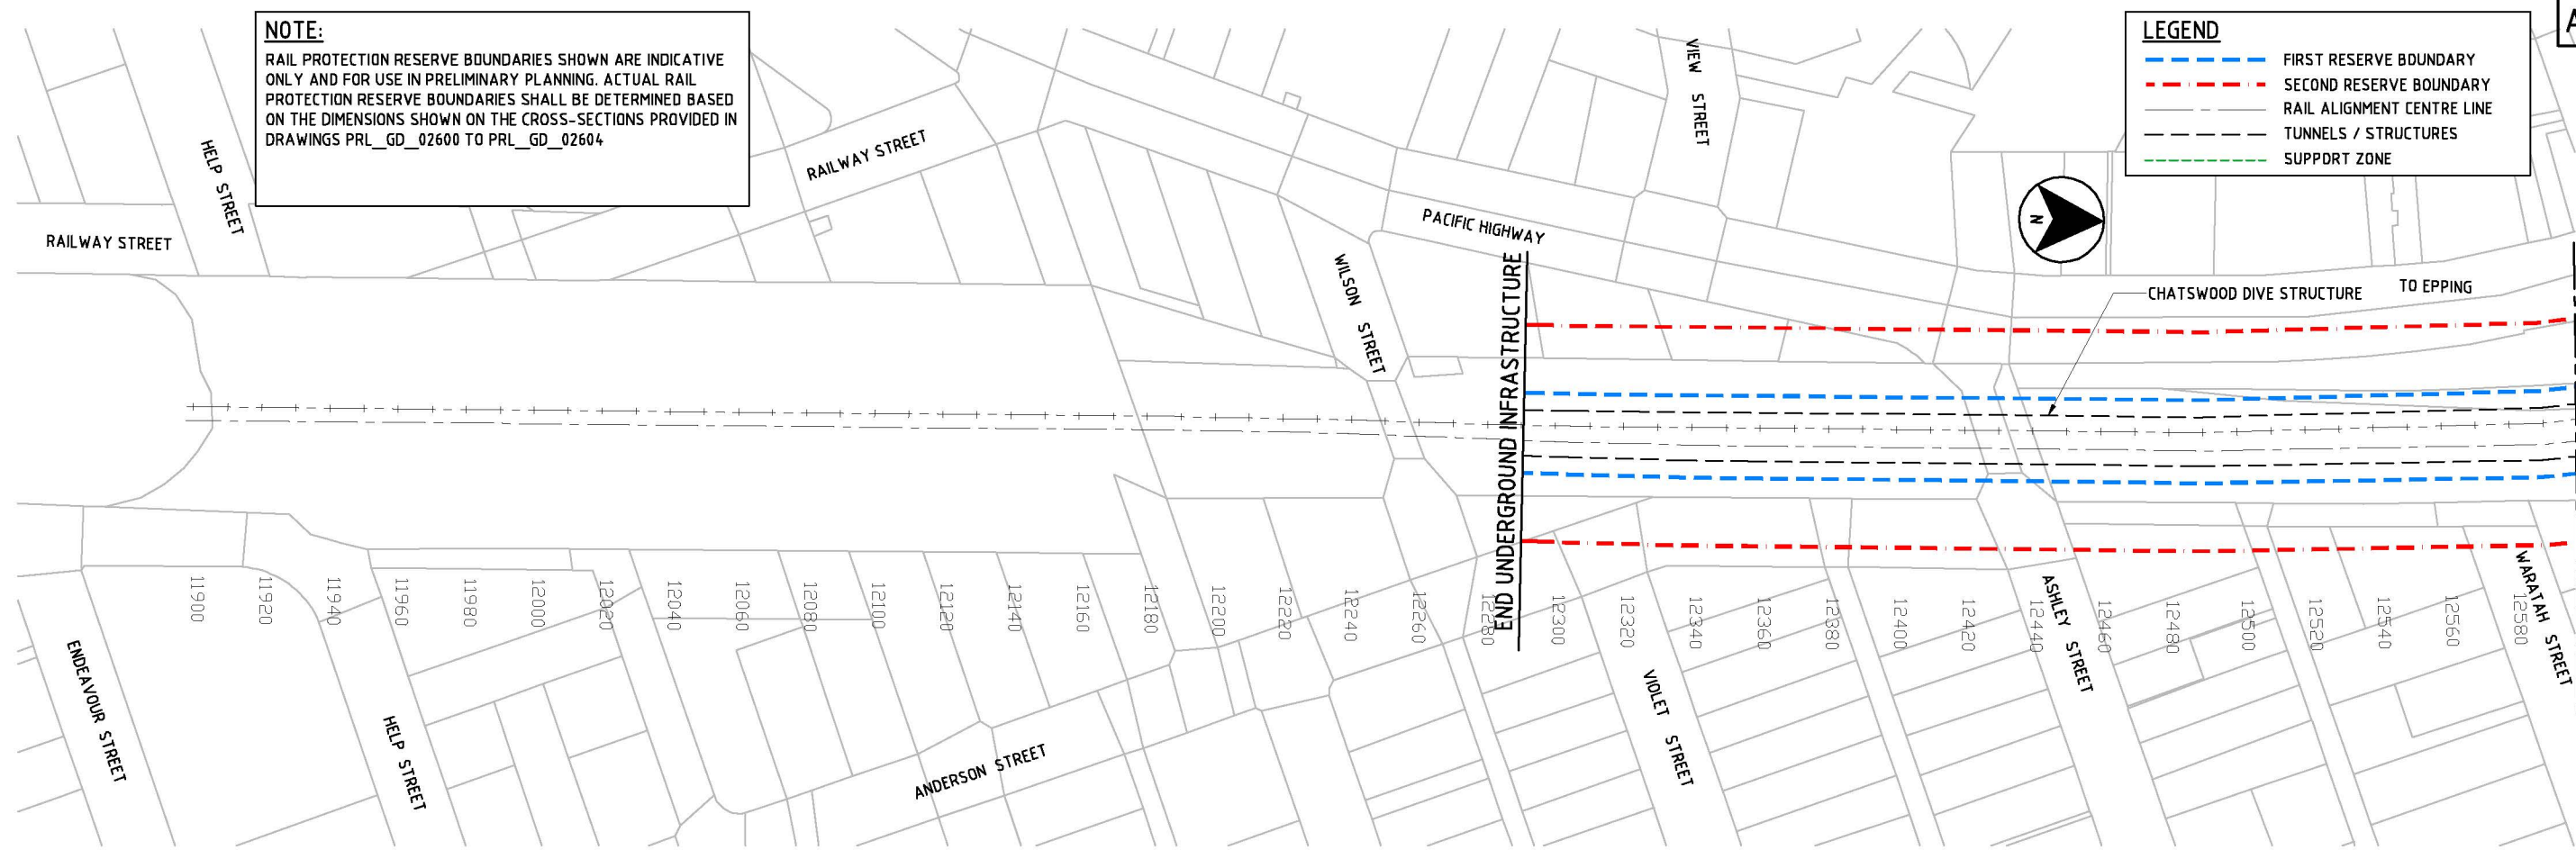 NOTE:
RAIL PROTECTION RESERVE BOUNDARIES SHOWN ARE INDICATIVE
ONLY AND FOR USE IN PRELIMINARY PLANNING. ACTUAL RAIL
PROTECTION RESERVE BOUNDARIES SHALL BE DETERMINED BASED
ON THE DIMENSIONS SHOWN ON THE CROSS-SECTIONS PROVIDED IN
DRAWINGS PRL_GD_02600 TO PRL_GD_02604
LEGEND
FIRST RESERVE BOUNDARY
SECOND RESERVE BOUNDARY
RAIL ALIGNMENT CENTRE LINE
TUNNELS / STRUCTURES
SUPPORT ZONE
RAILWAY STREET
HELP STREET
RAILWAY STREET
WILSON STREET
PACIFIC HIGHWAY
VIEW STREET
N
CHATSWOOD DIVE STRUCTURE
TO EPPING
END UNDERGROUND INFRASTRUCTURE
11900
11920
11940
11960
11980
12000
12020
12040
12060
12080
12100
12120
12140
12160
12180
12200
12220
12240
12260
12280
12300
12320
12340
12360
12380
12400
12420
12440
12460
12480
12500
12520
12540
12560
12580
ENDEAVOUR STREET
HELP STREET
ANDERSON STREET
VIOLET STREET
ASHLEY STREET
WARATAH STREET